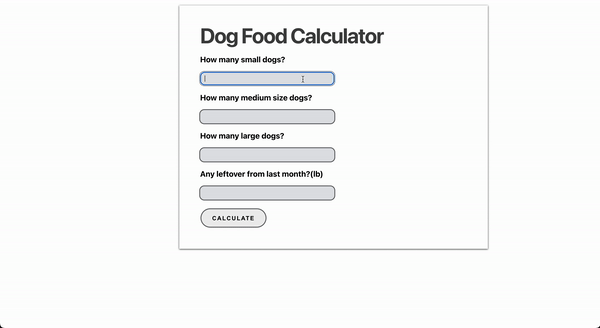 Dog Food Calculator
How many small dogs?
How many medium size dogs?
How many large dogs?
Any leftover from last month?(lb)
CALCULATE